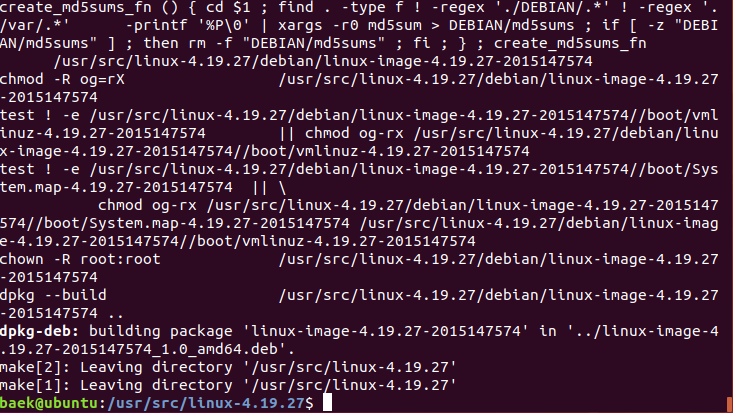 create_md5sums_fn () { cd $1 ; find . -type f ! -regex './DEBIAN/.*' ! -regex '.
/var/.*'      -printf '%P\0' | xargs -r0 md5sum > DEBIAN/md5sums ; if [ -z "DEBI
AN/md5sums" ] ; then rm -f "DEBIAN/md5sums" ; fi ; } ; create_md5sums_fn
       /usr/src/linux-4.19.27/debian/linux-image-4.19.27-2015147574
chmod -R og=rX                     /usr/src/linux-4.19.27/debian/linux-image-4.19.27
-2015147574
test ! -e /usr/src/linux-4.19.27/debian/linux-image-4.19.27-2015147574//boot/vml
inuz-4.19.27-2015147574          || chmod og-rx /usr/src/linux-4.19.27/debian/linu
x-image-4.19.27-2015147574//boot/vmlinuz-4.19.27-2015147574
test ! -e /usr/src/linux-4.19.27/debian/linux-image-4.19.27-2015147574//boot/Sys
tem.map-4.19.27-2015147574  || \
            chmod og-rx /usr/src/linux-4.19.27/debian/linux-image-4.19.27-2015147
574//boot/System.map-4.19.27-2015147574 /usr/src/linux-4.19.27/debian/linux-imag
e-4.19.27-2015147574//boot/vmlinuz-4.19.27-2015147574
chown -R root:root                 /usr/src/linux-4.19.27/debian/linux-image-4.19.27
-2015147574
dpkg --build                       /usr/src/linux-4.19.27/debian/linux-image-4.19.27
-2015147574 ..
dpkg-deb: building package 'linux-image-4.19.27-2015147574' in '../linux-image-4
.19.27-2015147574_1.0_amd64.deb'.
make[2]: Leaving directory '/usr/src/linux-4.19.27'
make[1]: Leaving directory '/usr/src/linux-4.19.27'
baek@ubuntu:/usr/src/linux-4.19.27$